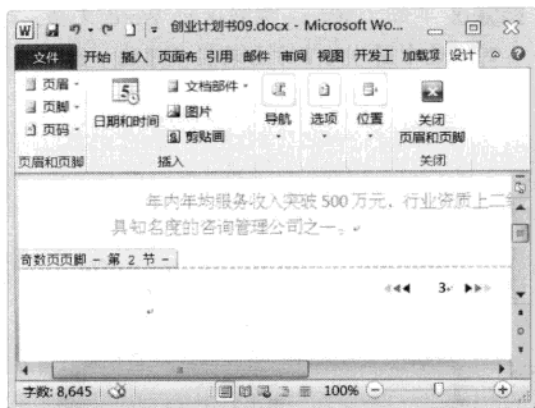 创业计划书09.docx - Microsoft Wo...
文件 开始 插入 页面布 引用 邮件 审阅 视图 开发工 加载项 设计
页眉
页脚
页码
页眉和页脚
日期和时间
文档部件
图片
剪贴画
插入
导航
选项
位置
关闭
页眉和页脚
关闭
年内年均服务收入突破 500 万元，行业资质上二
具知名度的咨询管理公司之一。
奇数页页脚 - 第 2 节 -
3
字数: 8,645
100%